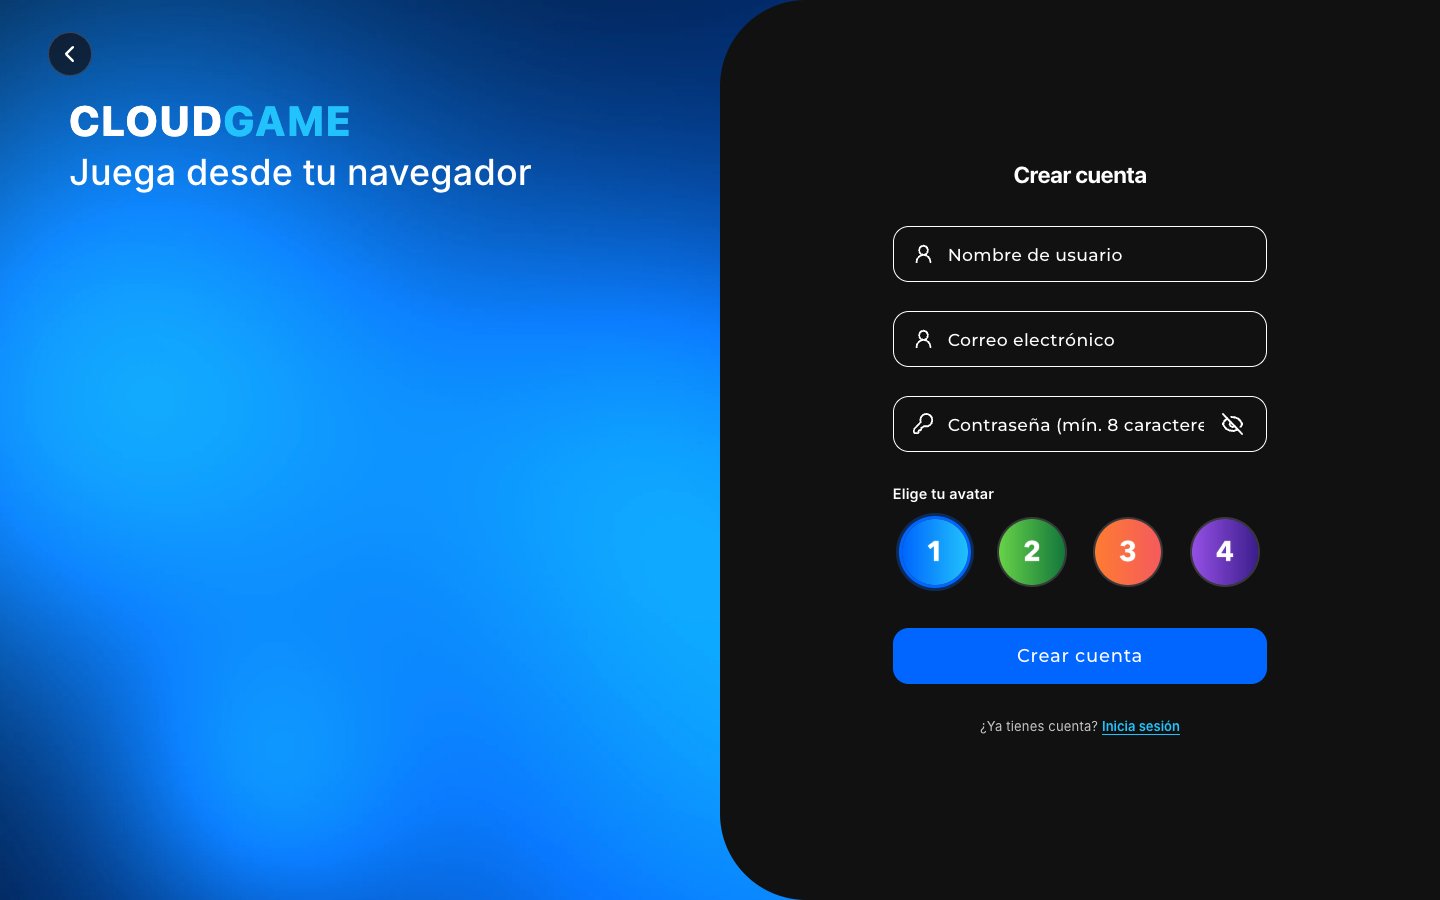 CLOUDGAME
Juega desde tu navegador
Crear cuenta
Nombre de usuario
Correo electrónico
Contraseña (mín. 8 caractere
Elige tu avatar
1 2 3 4
Crear cuenta
¿Ya tienes cuenta? Inicia sesión